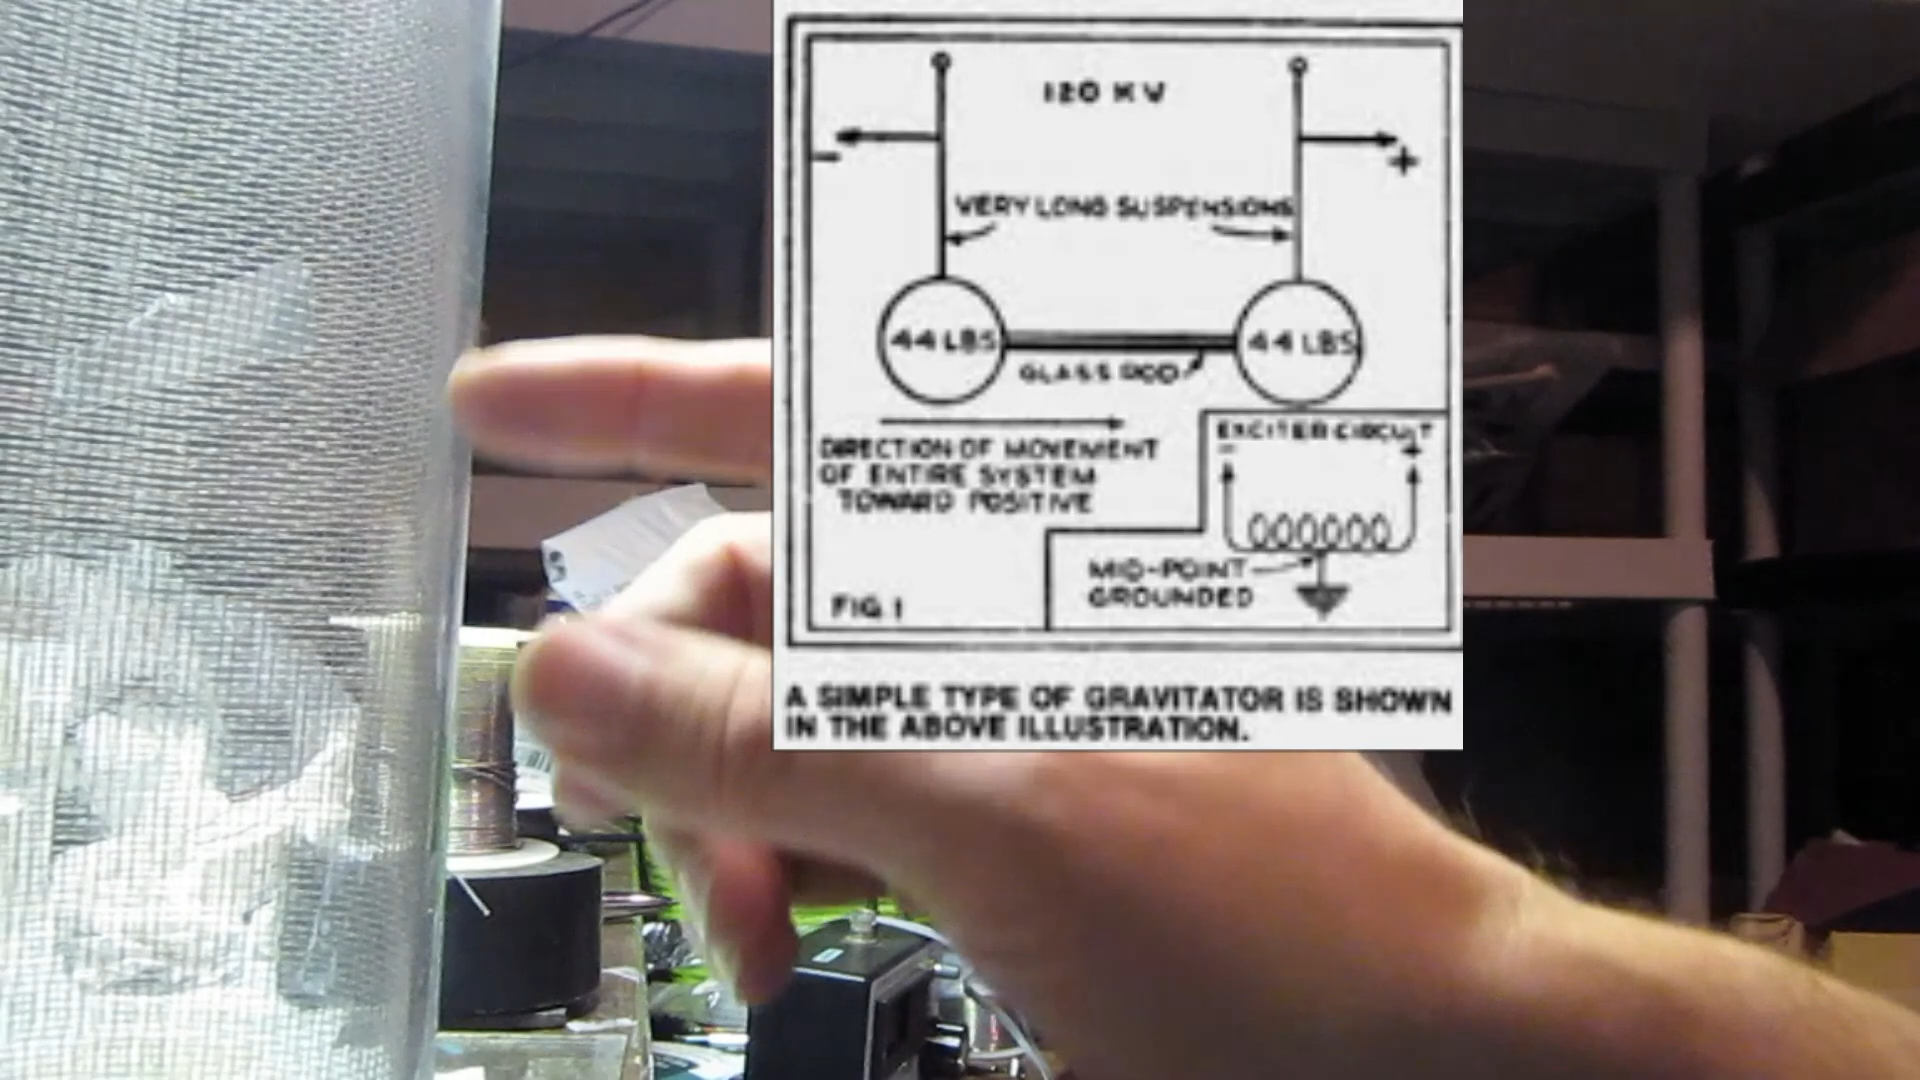 120 KV
- +
VERY LONG SUSPENSIONS
44 LBS 44 LBS
GLASS ROD
DIRECTION OF MOVEMENT
OF ENTIRE SYSTEM
TOWARD POSITIVE
EXCITER CIRCUIT
- +
MID-POINT
GROUNDED
FIG 1
A SIMPLE TYPE OF GRAVITATOR IS SHOWN
IN THE ABOVE ILLUSTRATION.